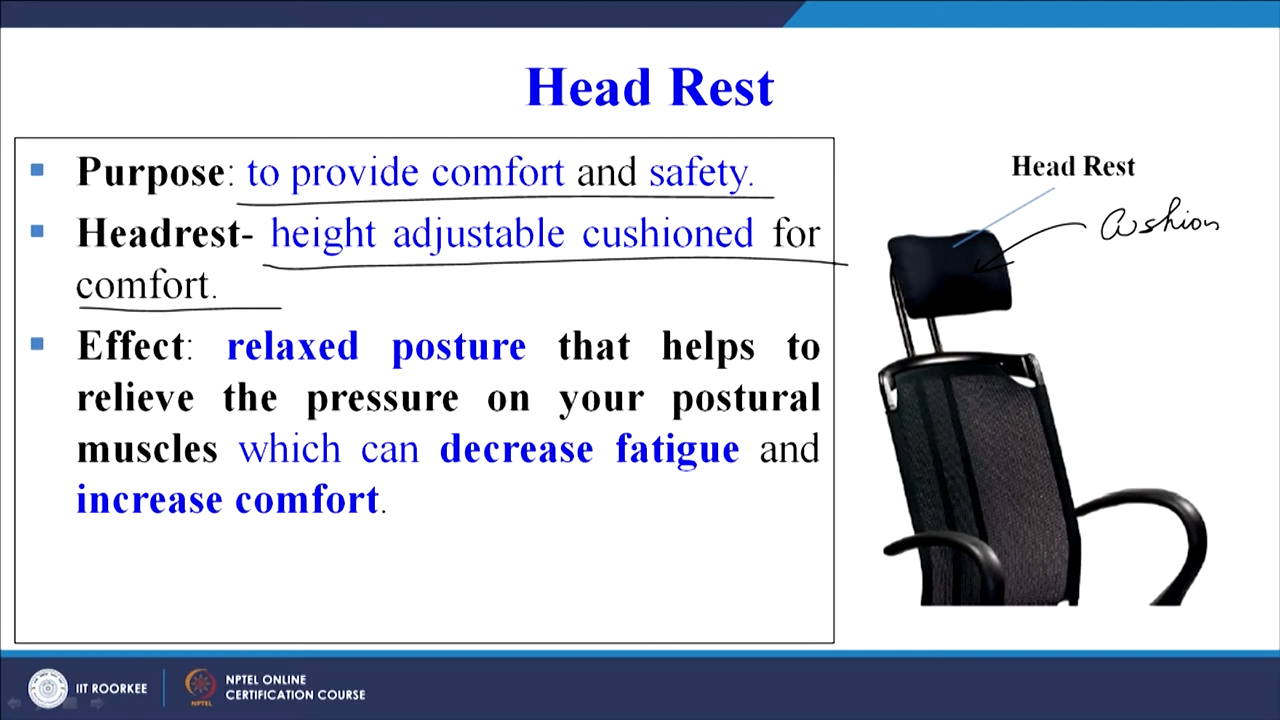 Head Rest
▪ Purpose: to provide comfort and safety.
▪ Headrest- height adjustable cushioned for
comfort.
▪ Effect: relaxed posture that helps to
relieve the pressure on your postural
muscles which can decrease fatigue and
increase comfort.
Head Rest
Cushion
IIT ROORKEE
NPTEL
NPTEL ONLINE
CERTIFICATION COURSE